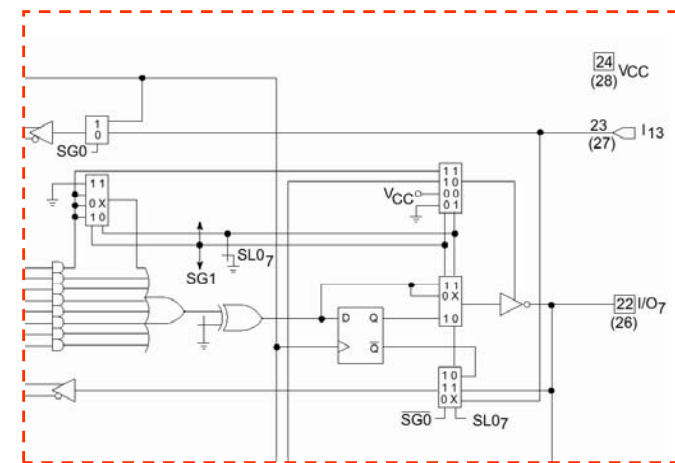 24 VCC
(28)
1
0
SG0
23 I13
(27)
1 1
0 X
1 0
1 1
1 0
0 0
0 1
VCC
SL07
SG1
1 1
0 X
1 0
22 I/O7
(26)
D Q
Q̅
1 0
1 1
0 X
S̅G̅0̅ SL07